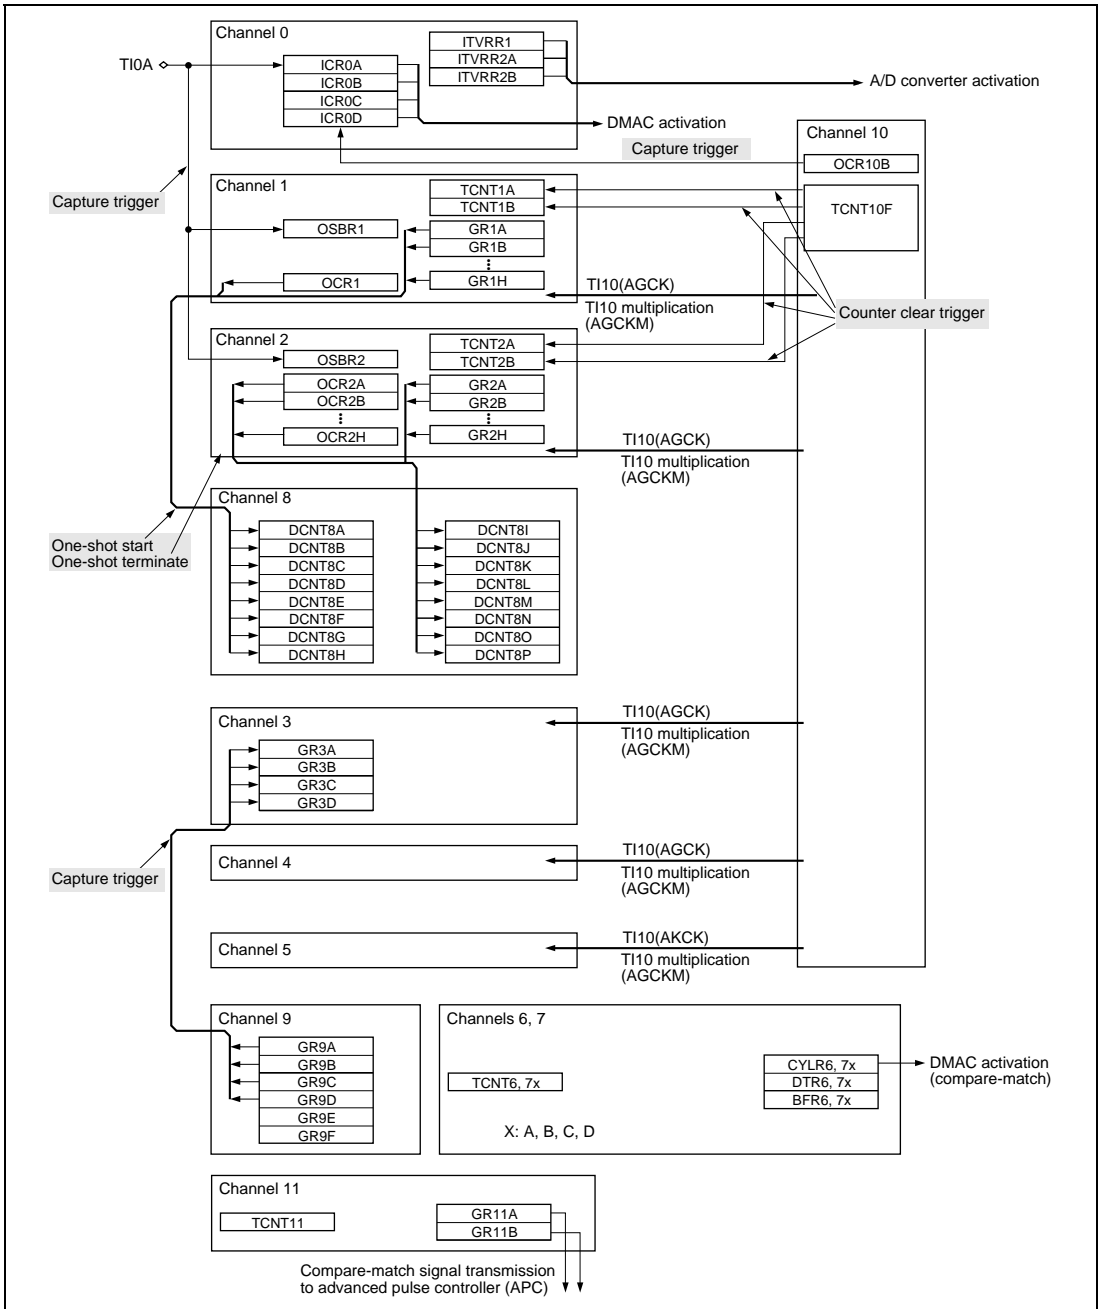 Channel 0
TI0A
ICR0A
ICR0B
ICR0C
ICR0D
ITVRR1
ITVRR2A
ITVRR2B
A/D converter activation
DMAC activation
Capture trigger
Channel 10
OCR10B
TCNT10F
Capture trigger
Channel 1
TCNT1A
TCNT1B
OSBR1
GR1A
GR1B
GR1H
OCR1
TI10(AGCK)
TI10 multiplication
(AGCKM)
Counter clear trigger
Channel 2
TCNT2A
TCNT2B
OSBR2
OCR2A
OCR2B
OCR2H
GR2A
GR2B
GR2H
TI10(AGCK)
TI10 multiplication
(AGCKM)
Channel 8
One-shot start
One-shot terminate
DCNT8A
DCNT8B
DCNT8C
DCNT8D
DCNT8E
DCNT8F
DCNT8G
DCNT8H
DCNT8I
DCNT8J
DCNT8K
DCNT8L
DCNT8M
DCNT8N
DCNT8O
DCNT8P
Channel 3
GR3A
GR3B
GR3C
GR3D
TI10(AGCK)
TI10 multiplication
(AGCKM)
Capture trigger
Channel 4
TI10(AGCK)
TI10 multiplication
(AGCKM)
Channel 5
TI10(AKCK)
TI10 multiplication
(AGCKM)
Channel 9
GR9A
GR9B
GR9C
GR9D
GR9E
GR9F
Channels 6, 7
TCNT6, 7x
X: A, B, C, D
CYLR6, 7x
DTR6, 7x
BFR6, 7x
DMAC activation
(compare-match)
Channel 11
TCNT11
GR11A
GR11B
Compare-match signal transmission
to advanced pulse controller (APC)